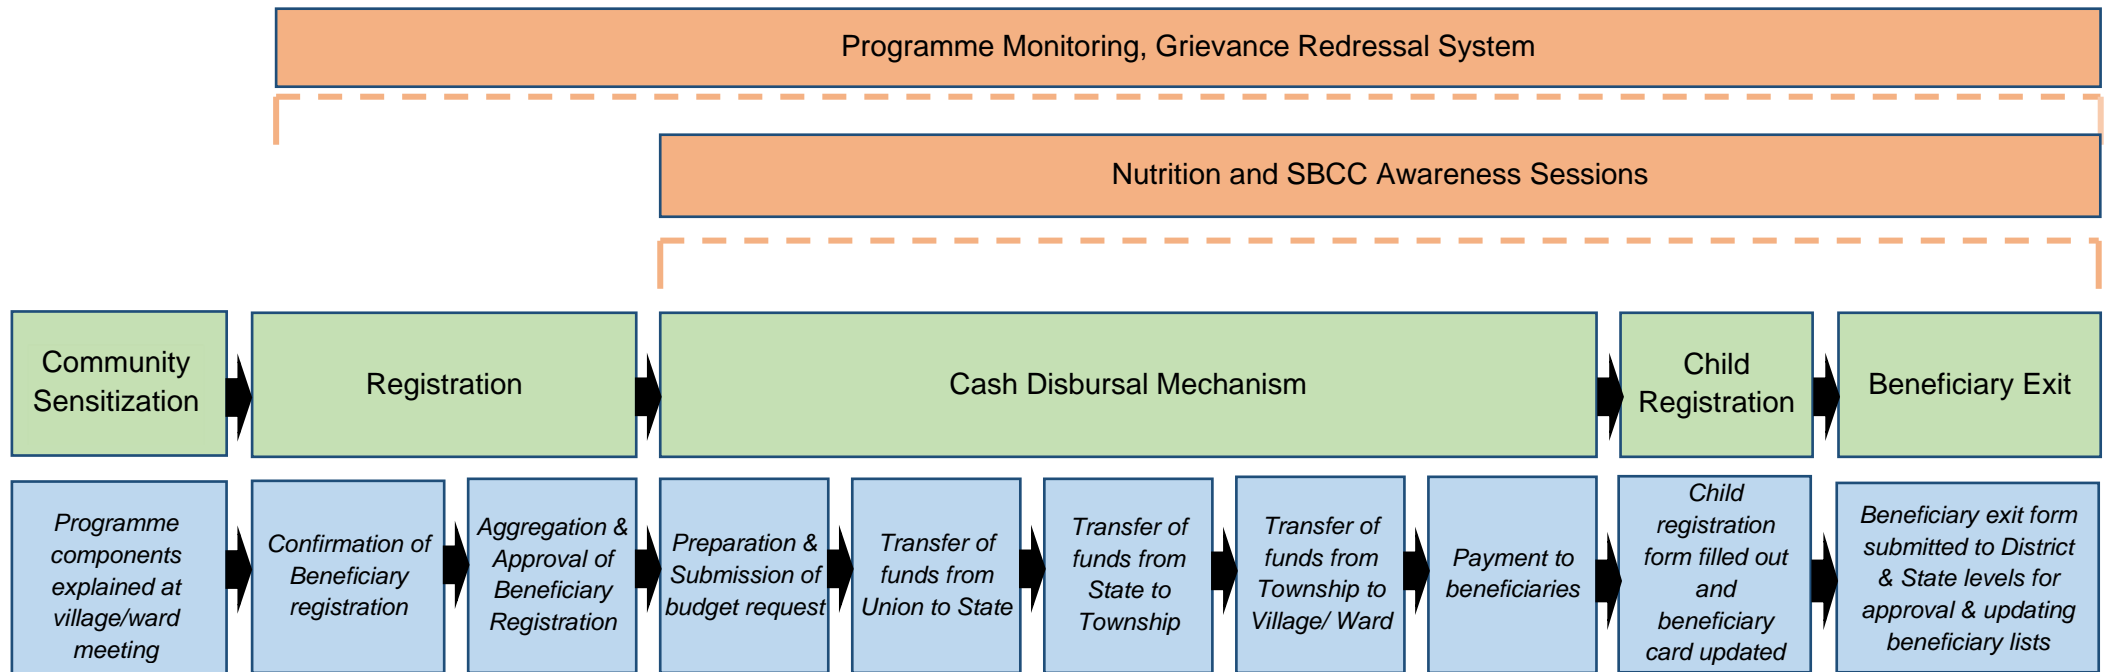 Programme Monitoring, Grievance Redressal System
Nutrition and SBCC Awareness Sessions
Community
Sensitization
Registration
Cash Disbursal Mechanism
Child
Registration
Beneficiary Exit
Programme
components
explained at
village/ward
meeting
Confirmation of
Beneficiary
registration
Aggregation &
Approval of
Beneficiary
Registration
Preparation &
Submission of
budget request
Transfer of
funds from
Union to State
Transfer of
funds from
State to
Township
Transfer of
funds from
Township to
Village/ Ward
Payment to
beneficiaries
Child
registration
form filled out
and
beneficiary
card updated
Beneficiary exit form
submitted to District
& State levels for
approval & updating
beneficiary lists